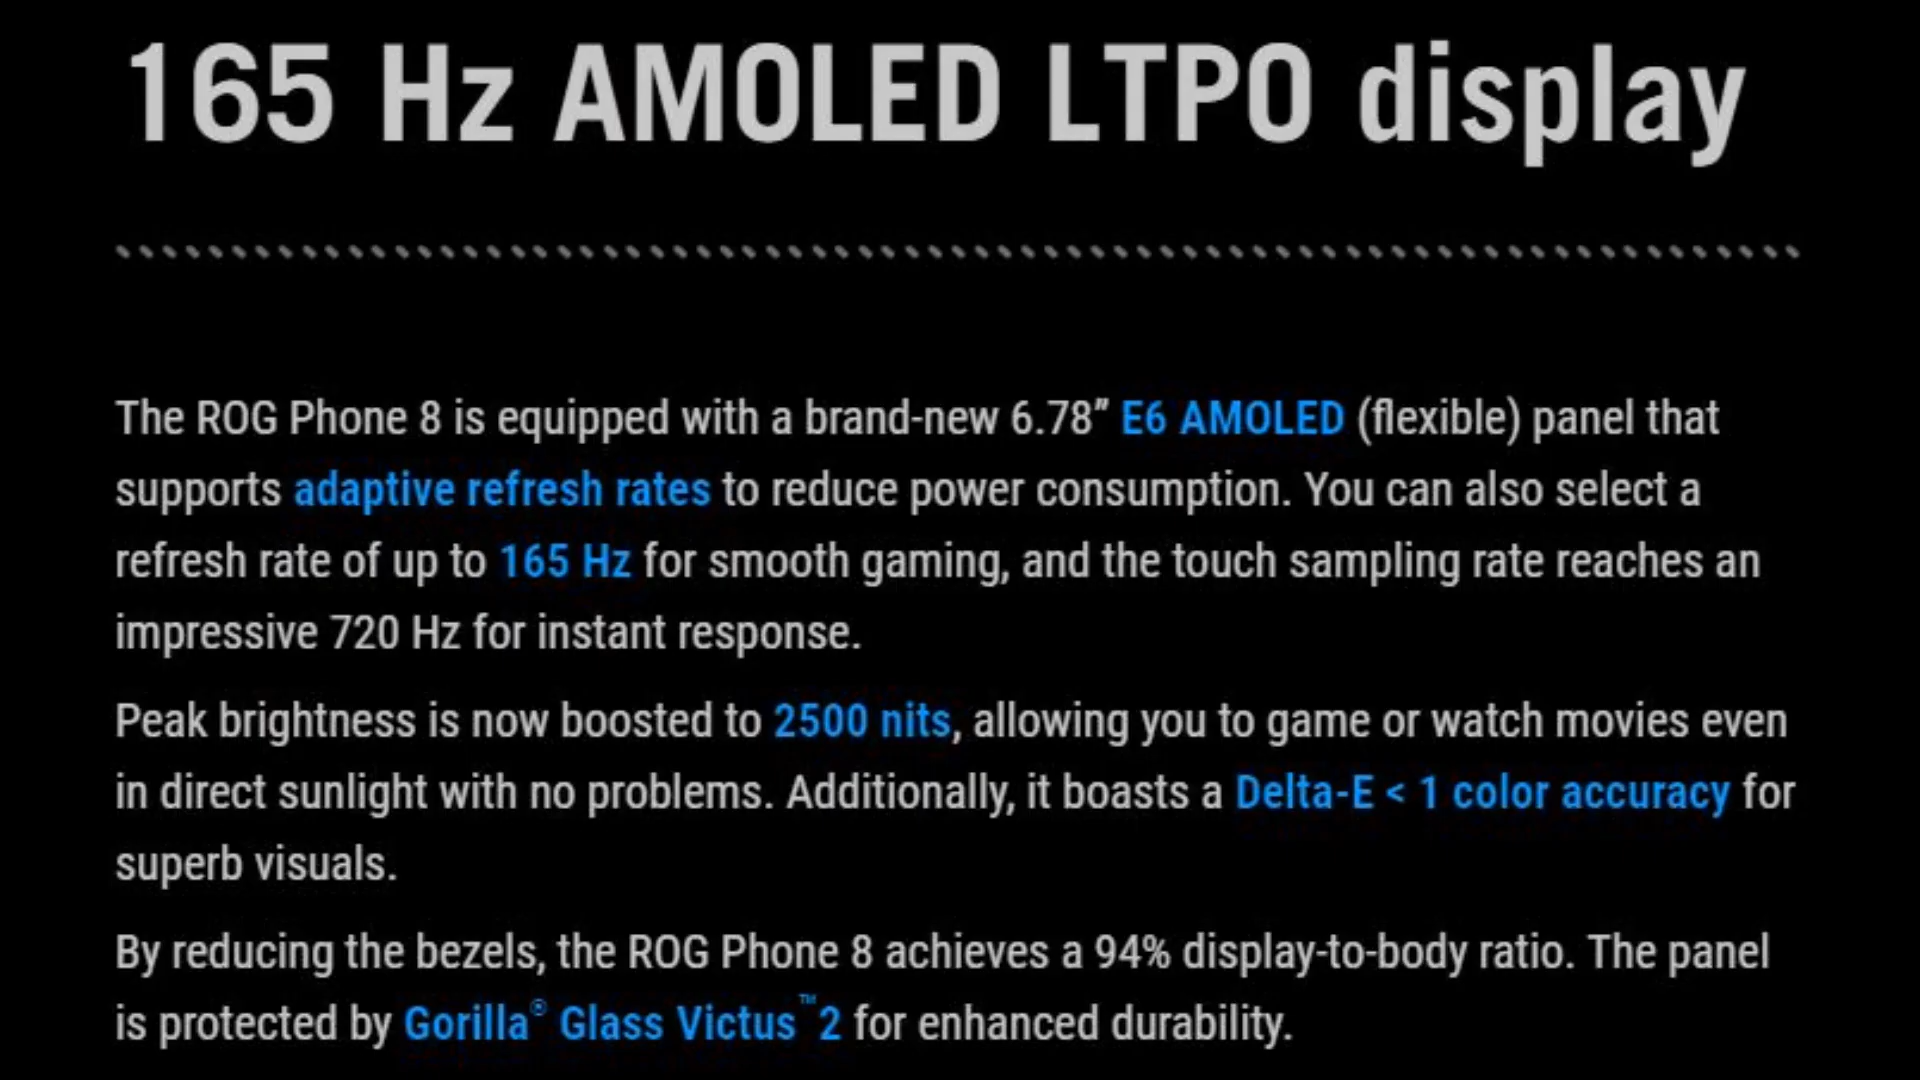 165 Hz AMOLED LTPO display
The ROG Phone 8 is equipped with a brand-new 6.78” E6 AMOLED (flexible) panel that
supports adaptive refresh rates to reduce power consumption. You can also select a
refresh rate of up to 165 Hz for smooth gaming, and the touch sampling rate reaches an
impressive 720 Hz for instant response.
Peak brightness is now boosted to 2500 nits, allowing you to game or watch movies even
in direct sunlight with no problems. Additionally, it boasts a Delta-E < 1 color accuracy for
superb visuals.
By reducing the bezels, the ROG Phone 8 achieves a 94% display-to-body ratio. The panel
is protected by Gorilla® Glass Victus™2 for enhanced durability.